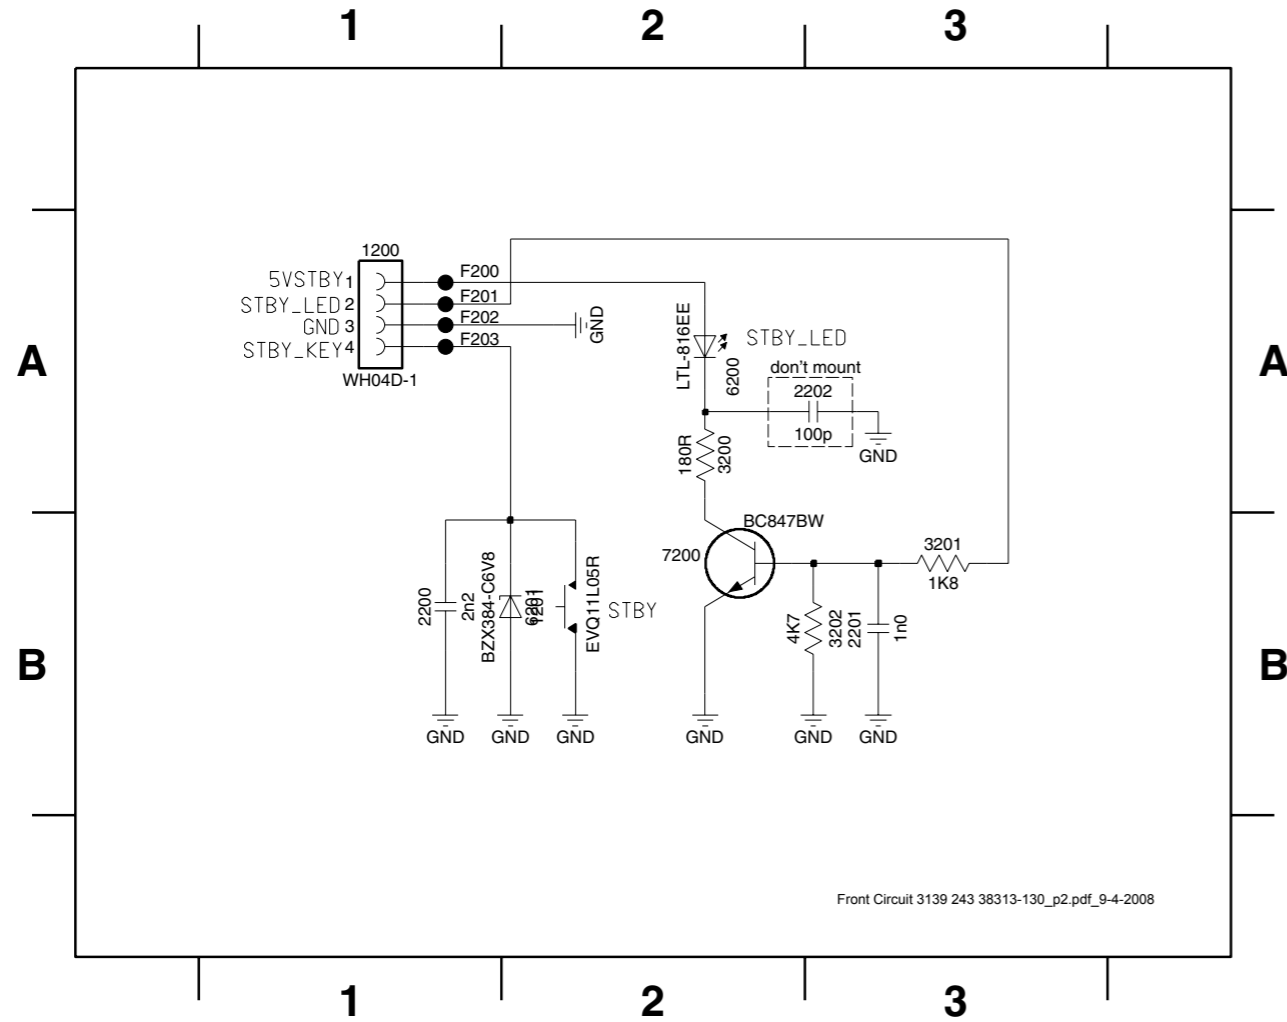 1
2
3
1200
5VSTBY 1
F200
STBY_LED 2
F201
GND 3
F202
GND
STBY_KEY 4
F203
WH04D-1
A
A
LTL-816EE
6200
STBY_LED
don't mount
2202
100p
GND
180R
3200
BC847BW
7200
3201
1K8
2200
2n2
BZX384-C6V8
6201
1201
EVQ11L05R
STBY
4K7
3202
2201
1n0
B
B
GND
GND
GND
GND
GND
GND
Front Circuit 3139 243 38313-130_p2.pdf_9-4-2008
1
2
3